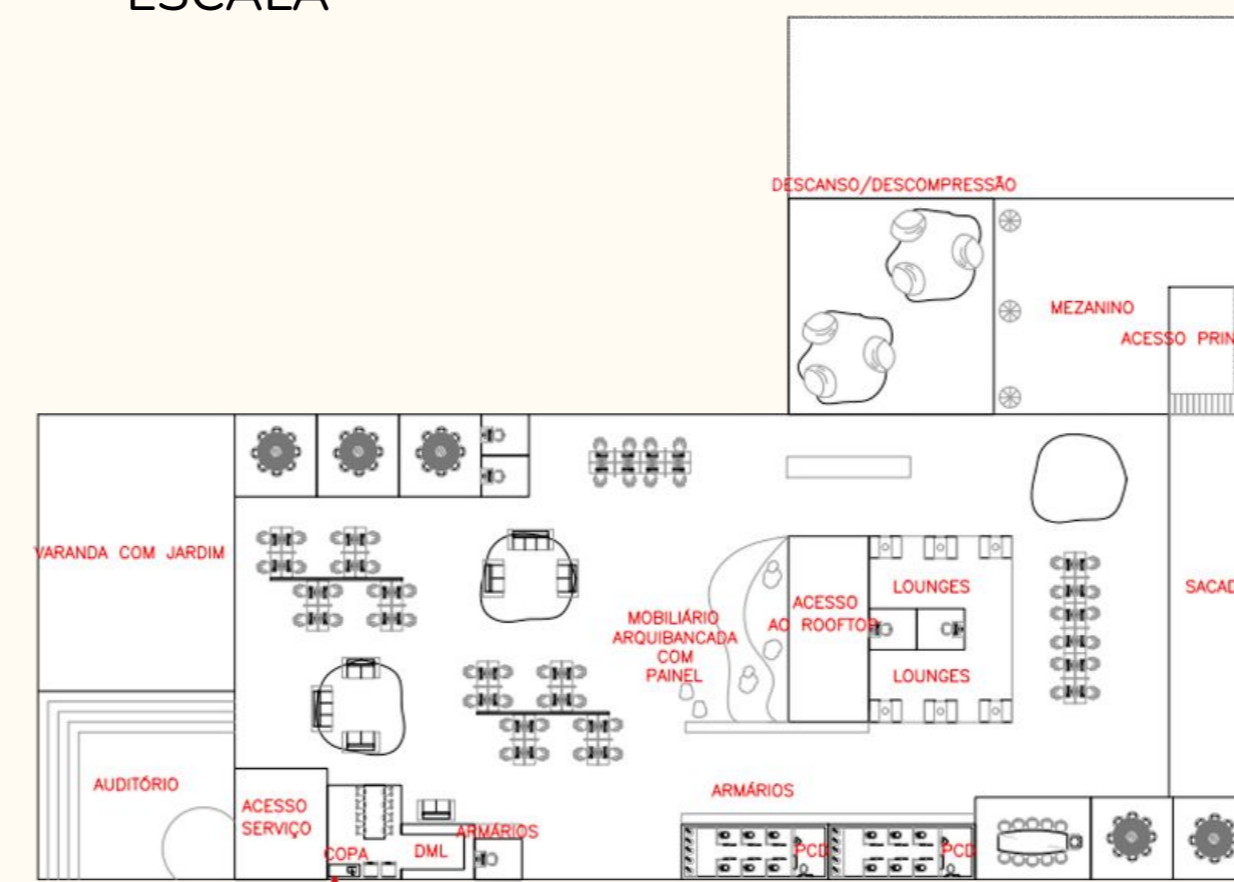 ESCALA
DESCANSO/DESCOMPRESSÃO
MEZANINO
ACESSO PRIN
VARANDA COM JARDIM
MOBILIÁRIO
ARQUIBANCADA
COM
PAINEL
ACESSO
AO ROOFTOP
LOUNGES
LOUNGES
SACAD
AUDITÓRIO
ACESSO
SERVIÇO
COPA
DML
ARMÁRIOS
ARMÁRIOS
PCD
PCD